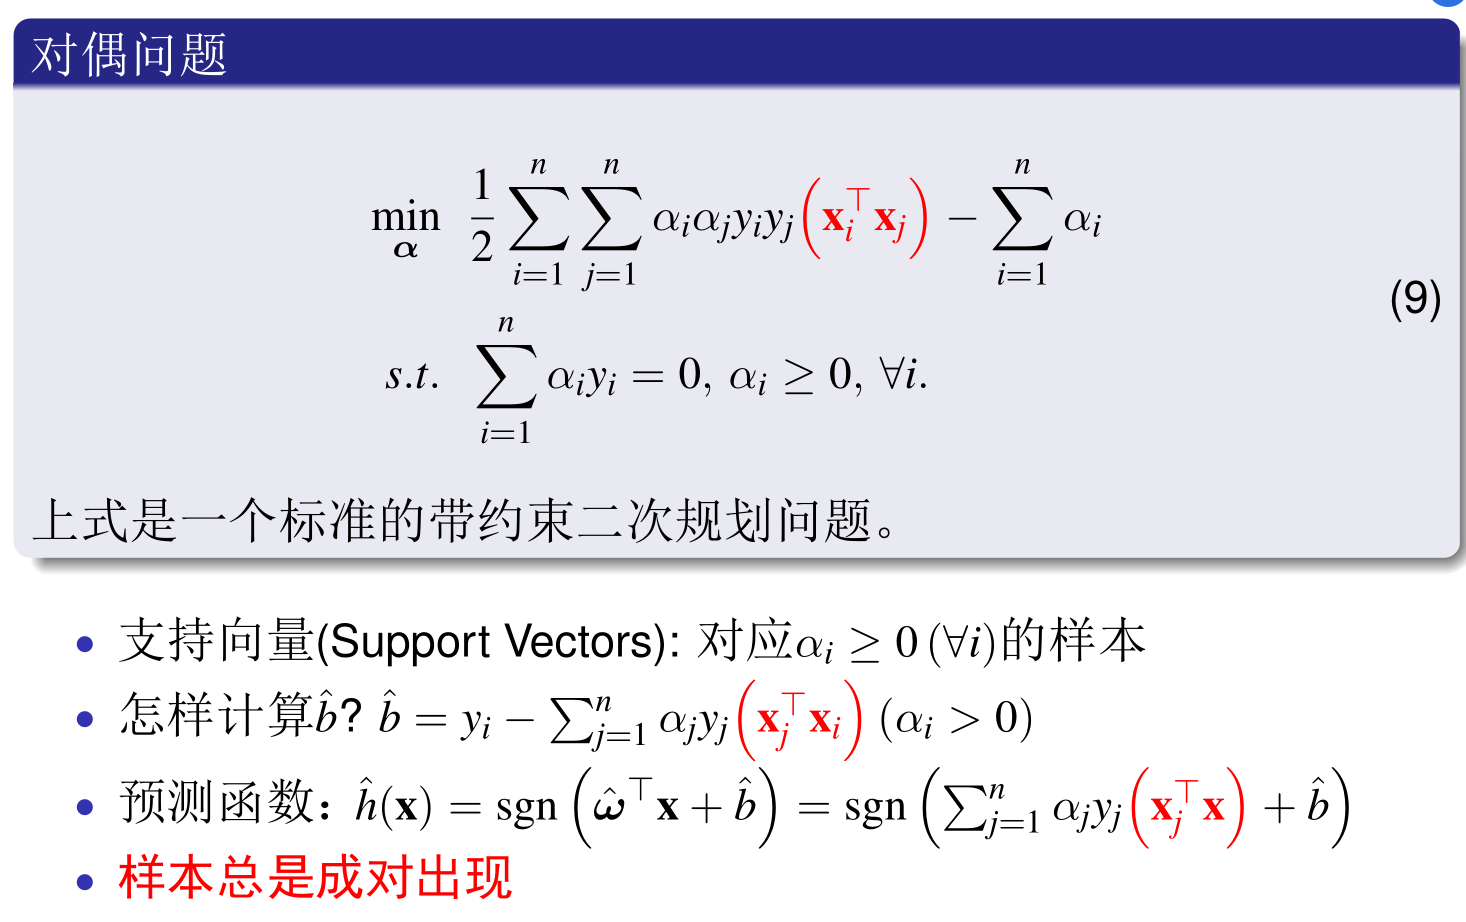 对偶问题
$\min_{\boldsymbol{\alpha}} \ \frac{1}{2}\sum_{i=1}^{n}\sum_{j=1}^{n}\alpha_i\alpha_j y_i y_j\left(\mathbf{x}_i^\top\mathbf{x}_j\right) - \sum_{i=1}^{n}\alpha_i$
(9)
$s.t. \ \sum_{i=1}^{n}\alpha_i y_i = 0, \ \alpha_i \geq 0, \ \forall i.$
上式是一个标准的带约束二次规划问题。
• 支持向量(Support Vectors): 对应$\alpha_i \geq 0 \, (\forall i)$的样本
• 怎样计算$\hat{b}$? $\hat{b} = y_i - \sum_{j=1}^{n}\alpha_j y_j\left(\mathbf{x}_j^\top\mathbf{x}_i\right) \, (\alpha_i > 0)$
• 预测函数：$\hat{h}(\mathbf{x}) = \text{sgn}\left(\hat{\boldsymbol{\omega}}^\top\mathbf{x} + \hat{b}\right) = \text{sgn}\left(\sum_{j=1}^{n}\alpha_j y_j\left(\mathbf{x}_j^\top\mathbf{x}\right) + \hat{b}\right)$
• 样本总是成对出现